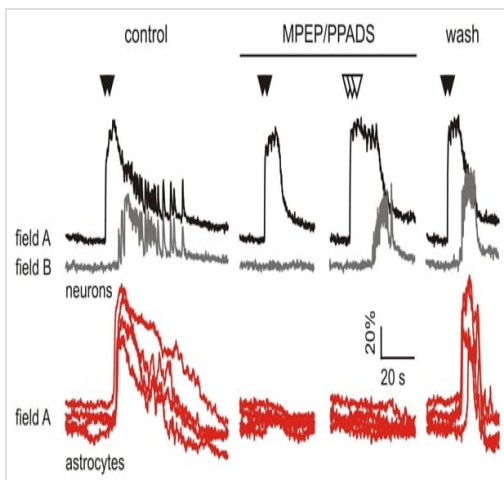 control MPEP/PPADS wash
field A
field B
neurons
20%
20 s
field A
astrocytes